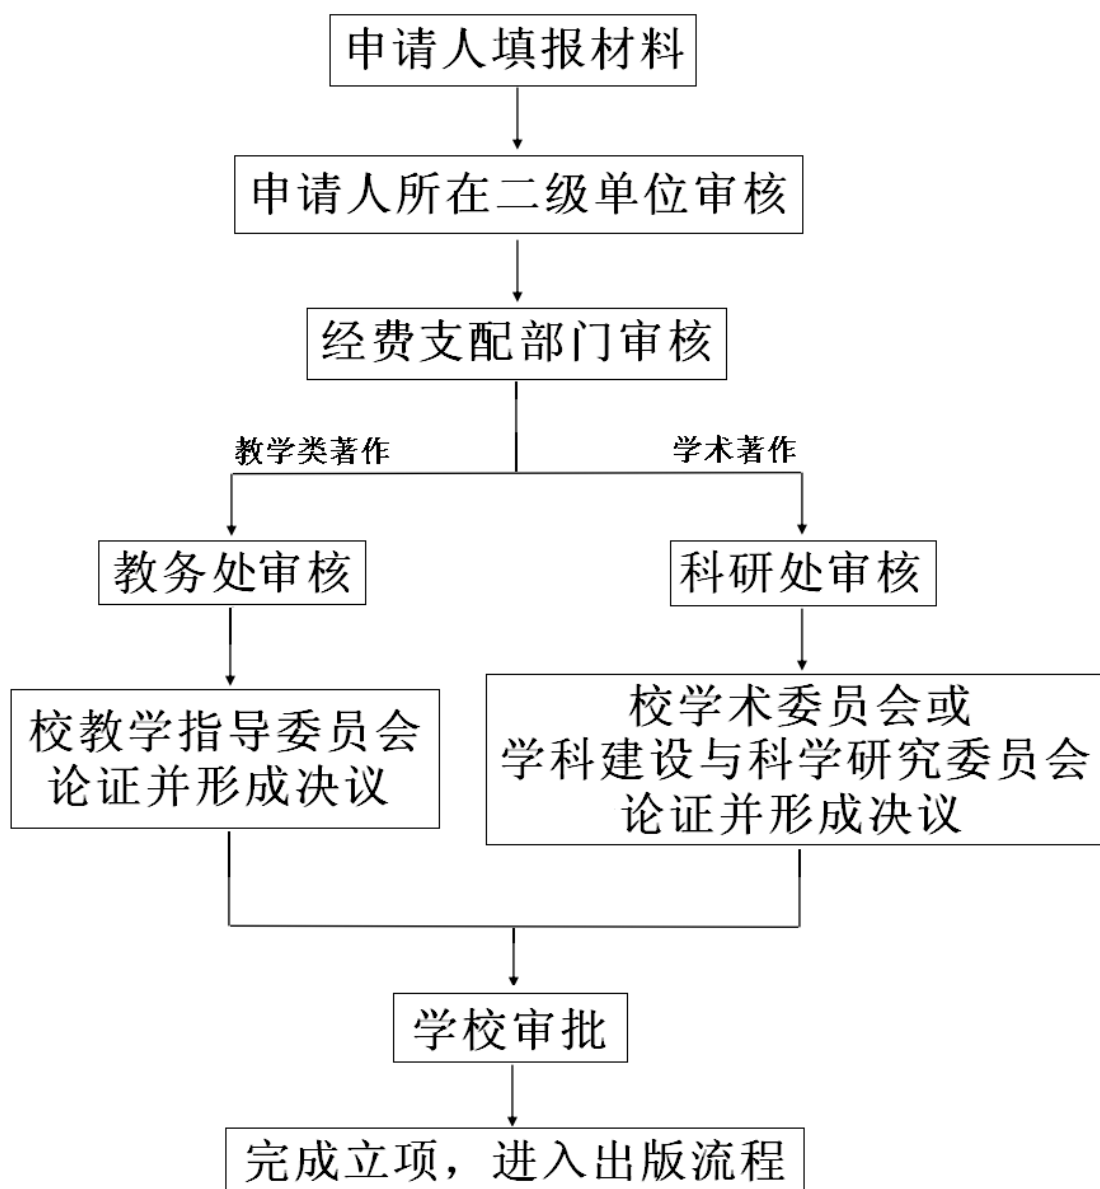 申请人填报材料
申请人所在二级单位审核
经费支配部门审核
教学类著作
学术著作
教务处审核
科研处审核
校教学指导委员会
论证并形成决议
校学术委员会或
学科建设与科学研究委员会
论证并形成决议
学校审批
完成立项，进入出版流程